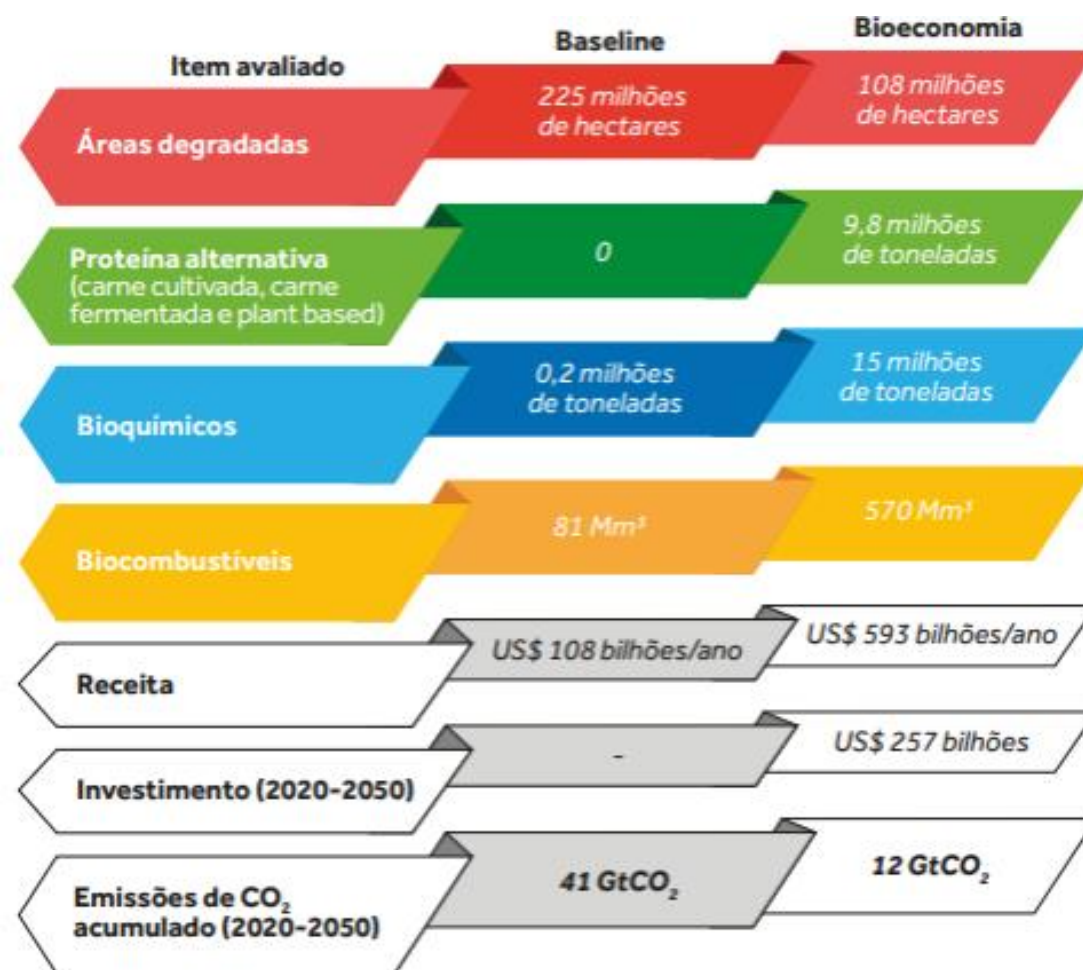 Item avaliado
Baseline
Bioeconomia
Áreas degradadas
225 milhões
de hectares
108 milhões
de hectares
Proteína alternativa
(carne cultivada, carne
fermentada e plant based)
0
9,8 milhões
de toneladas
Bioquímicos
0,2 milhões
de toneladas
15 milhões
de toneladas
Biocombustíveis
81 Mm³
570 Mm³
Receita
US$ 108 bilhões/ano
US$ 593 bilhões/ano
Investimento (2020-2050)
-
US$ 257 bilhões
Emissões de CO₂
acumulado (2020-2050)
41 GtCO₂
12 GtCO₂